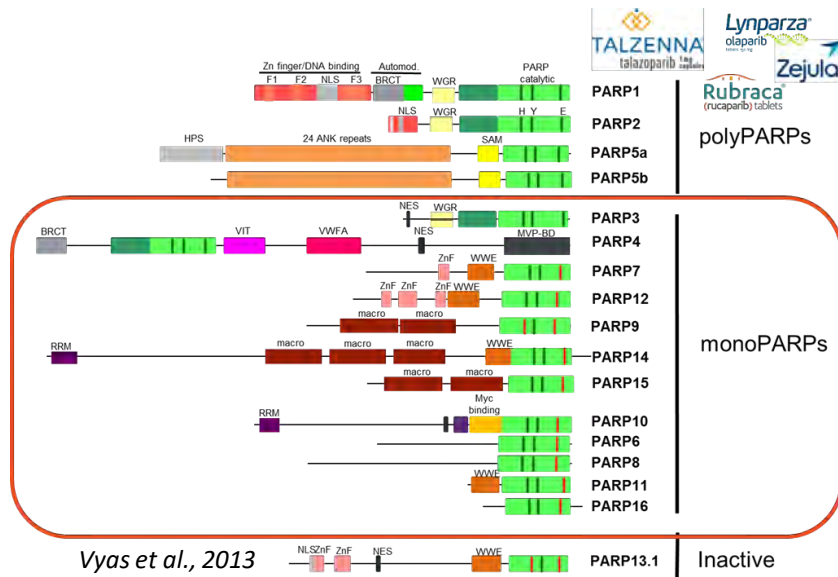 TALZENNA
talazoparib 1 mg
capsules
Lynparza
olaparib
Zejula
Rubraca
(rucaparib) tablets
Zn finger/DNA binding Automod. PARP
F1 F2 NLS F3 BRCT WGR catalytic
PARP1
NLS WGR H Y E
PARP2
HPS 24 ANK repeats SAM
PARP5a
PARP5b
polyPARPs
NES WGR
PARP3
BRCT VIT VWFA NES MVP-BD
PARP4
ZnF WWE
PARP7
ZnF ZnF ZnF WWE
PARP12
macro macro
PARP9
RRM macro macro macro WWE
PARP14
macro macro
PARP15
monoPARPs
Myc
RRM binding
PARP10
PARP6
PARP8
WWE
PARP11
PARP16
Vyas et al., 2013
NLS ZnF ZnF NES WWE
PARP13.1
Inactive